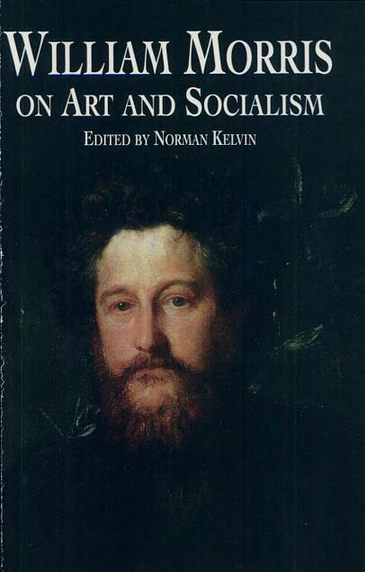 WILLIAM MORRIS
ON ART AND SOCIALISM
EDITED BY NORMAN KELVIN